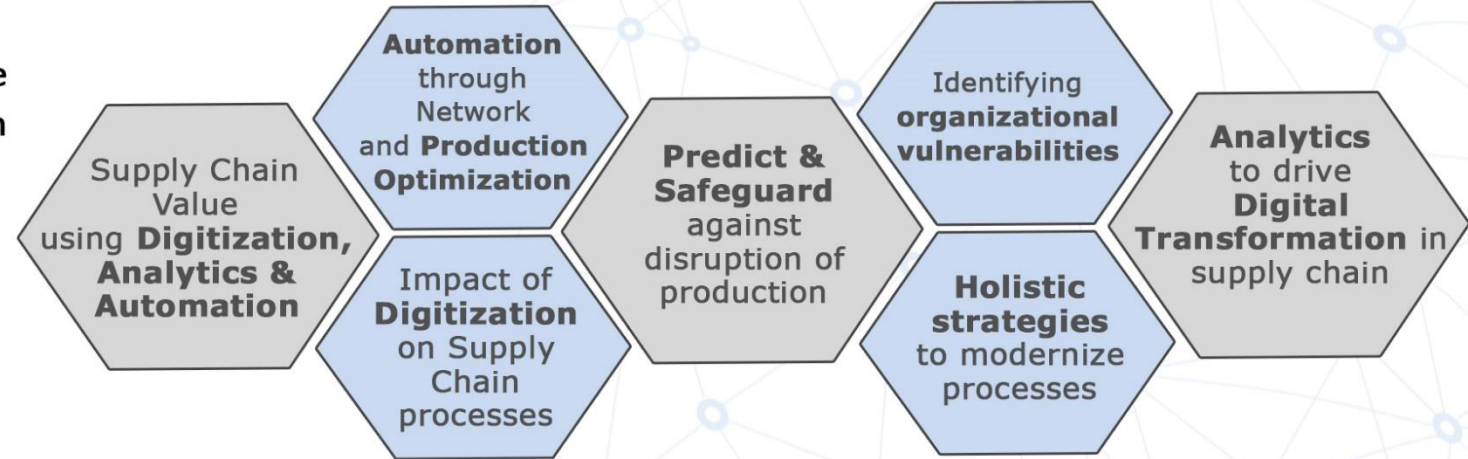 Supply Chain
Value
using Digitization,
Analytics &
Automation
Automation
through
Network
and Production
Optimization
Impact of
Digitization
on Supply
Chain
processes
Predict &
Safeguard
against
disruption of
production
Identifying
organizational
vulnerabilities
Holistic
strategies
to modernize
processes
Analytics
to drive
Digital
Transformation in
supply chain